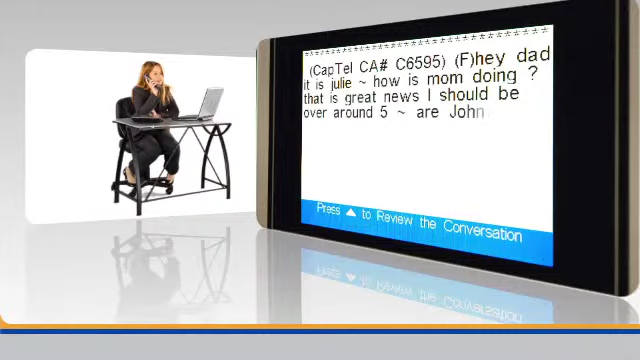 (CapTel CA# C6595) (F)hey dad
it is julie ~ how is mom doing ?
that is great news I should be
over around 5 ~ are John
Press ▲ to Review the Conversation